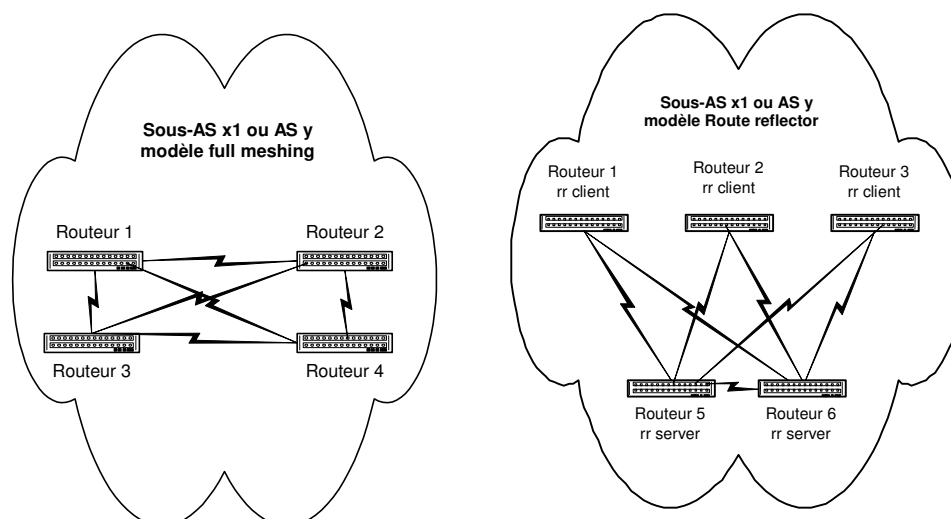 Sous-AS x1 ou AS y
modèle full meshing
Routeur 1
Routeur 2
Routeur 3
Routeur 4
Sous-AS x1 ou AS y
modèle Route reflector
Routeur 1
rr client
Routeur 2
rr client
Routeur 3
rr client
Routeur 5
rr server
Routeur 6
rr server